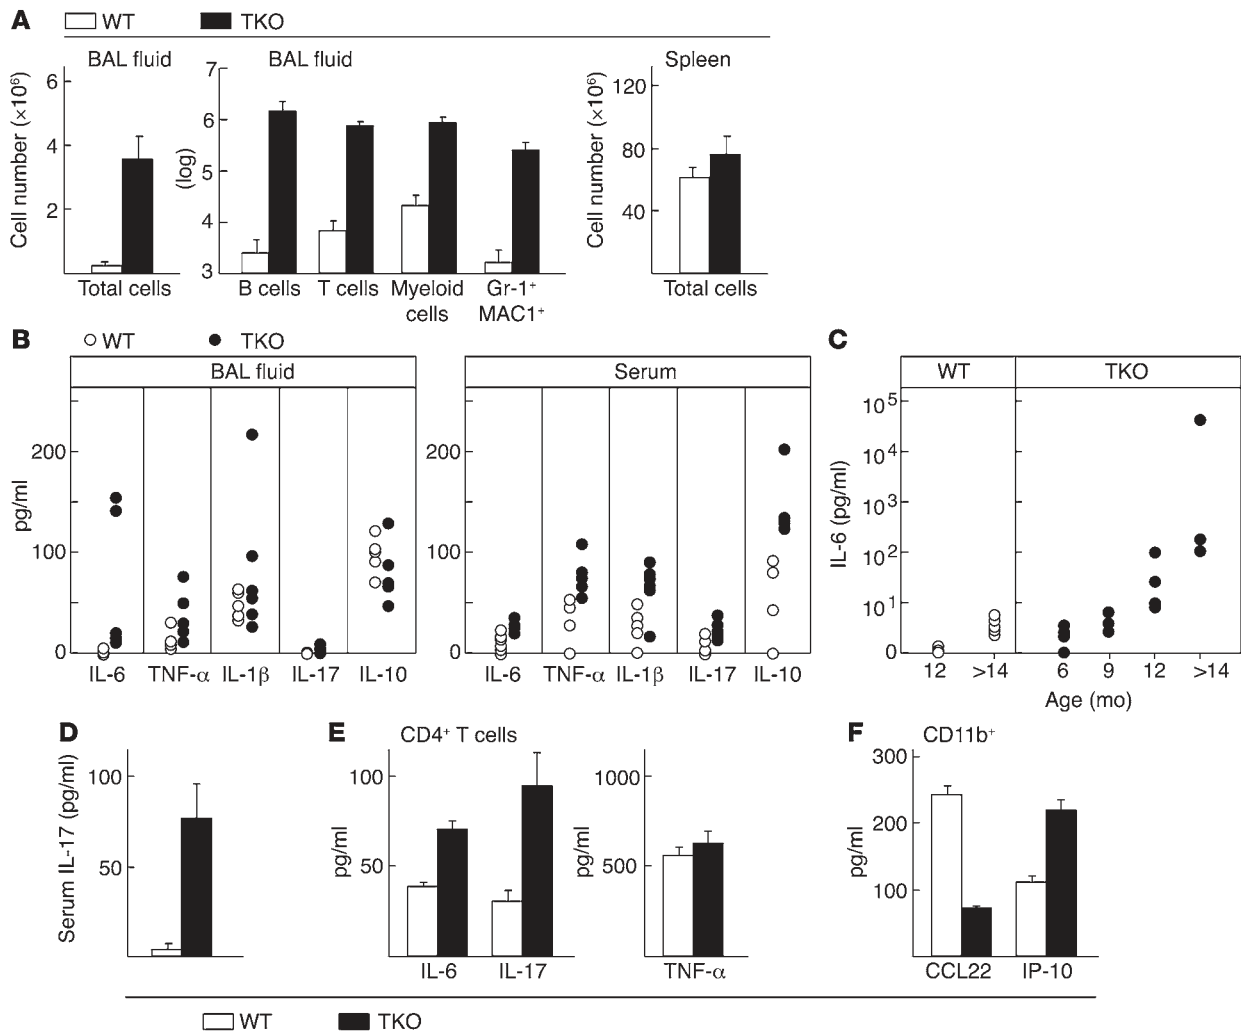 A WT TKO
BAL fluid BAL fluid Spleen
Cell number (×10⁶)
6
4
2
Total cells
Cell number
(log)
7
6
5
4
3
B cells T cells Myeloid cells Gr-1⁺ MAC1⁺
Cell number (×10⁶)
120
80
40
Total cells
B WT TKO
BAL fluid
pg/ml
200
100
0
IL-6 TNF-α IL-1β IL-17 IL-10
Serum
200
100
0
IL-6 TNF-α IL-1β IL-17 IL-10
C
WT TKO
IL-6 (pg/ml)
10⁵
10⁴
10³
10²
10¹
0
12 >14 6 9 12 >14
Age (mo)
D
Serum IL-17 (pg/ml)
100
50
E CD4⁺ T cells
pg/ml
100
50
IL-6 IL-17
pg/ml
1000
500
TNF-α
F CD11b⁺
pg/ml
300
200
100
CCL22 IP-10
WT TKO